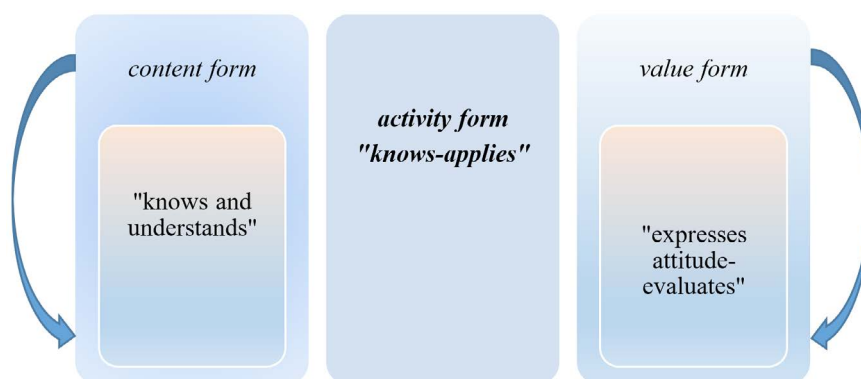 content form
"knows and
understands"
activity form
"knows-applies"
value form
"expresses
attitude-
evaluates"